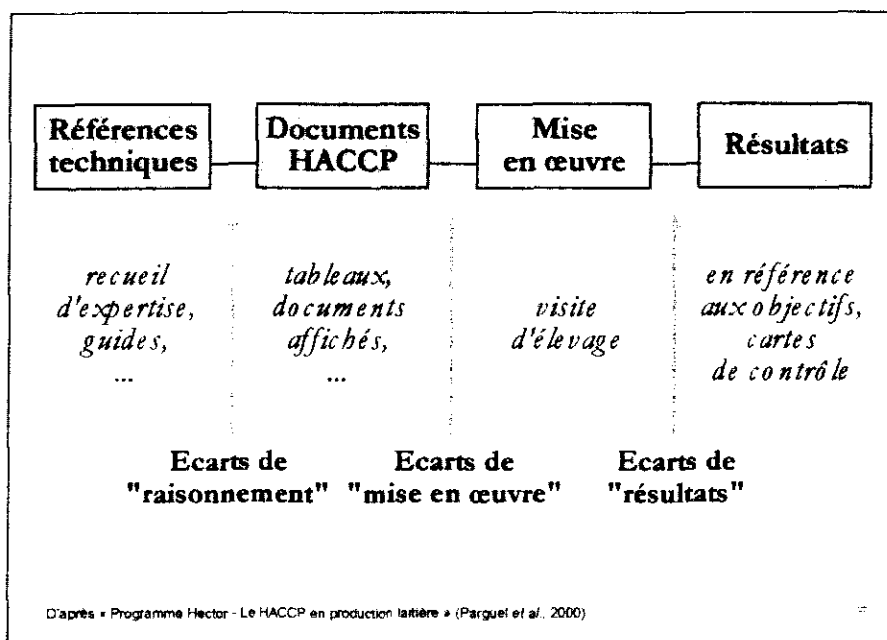 Références
techniques
Documents
HACCP
Mise
en œuvre
Résultats
recueil
d'expertise,
guides,
...
tableaux,
documents
affichés,
...
visite
d'élevage
en référence
aux objectifs,
cartes
de contrôle
Ecarts de
"raisonnement"
Ecarts de
"mise en œuvre"
Ecarts de
"résultats"
D'après « Programme Hector - Le HACCP en production laitière » (Parguel et al., 2000)